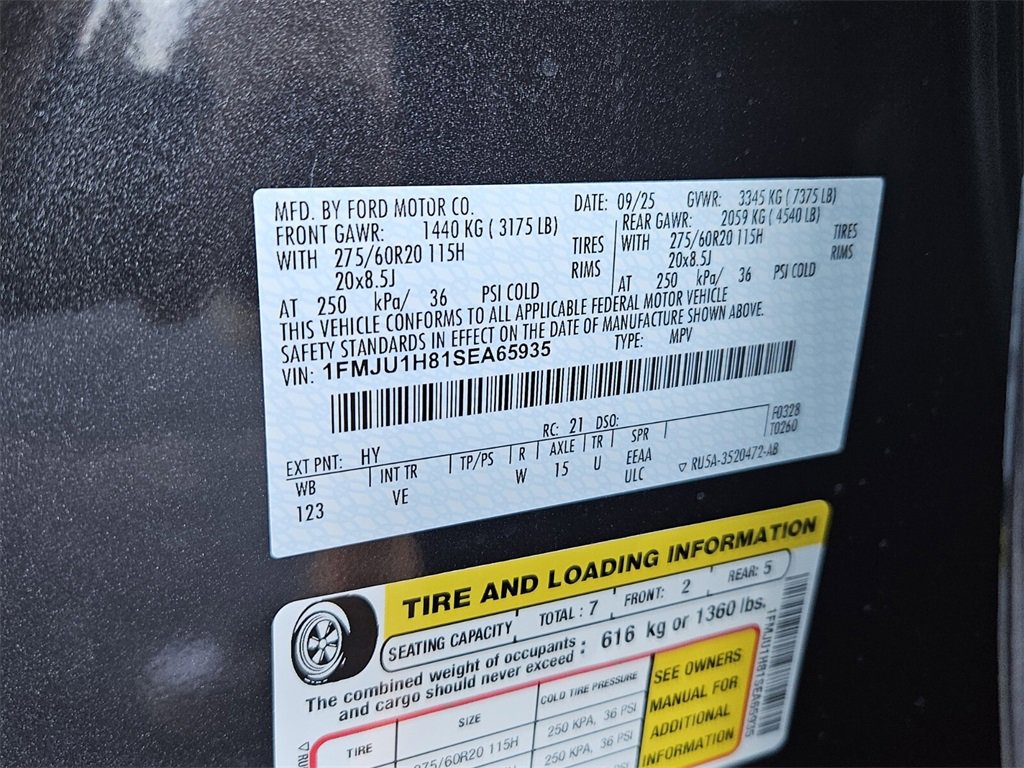 MFD. BY FORD MOTOR CO.
DATE: 09/25
GVWR: 3345 KG ( 7375 LB)
FRONT GAWR: 1440 KG ( 3175 LB)
REAR GAWR: 2059 KG ( 4540 LB)
WITH 275/60R20 115H TIRES
WITH 275/60R20 115H TIRES
20x8.5J RIMS
20x8.5J RIMS
AT 250 kPa/ 36 PSI COLD
AT 250 kPa/ 36 PSI COLD
THIS VEHICLE CONFORMS TO ALL APPLICABLE FEDERAL MOTOR VEHICLE
SAFETY STANDARDS IN EFFECT ON THE DATE OF MANUFACTURE SHOWN ABOVE.
VIN: 1FMJU1H81SEA65935
TYPE: MPV
F0328
T0260
EXT PNT: HY
RC: 21 DSO:
WB INT TR TP/PS R AXLE TR SPR
123 VE W 15 U EEAA
ULC
▽ RU5A-3520472-AB
TIRE AND LOADING INFORMATION
SEATING CAPACITY TOTAL : 7 FRONT: 2 REAR: 5
The combined weight of occupants
and cargo should never exceed : 616 kg or 1360 lbs.
TIRE SIZE COLD TIRE PRESSURE
275/60R20 115H 250 KPA, 36 PSI
250 KPA, 36 PSI
SEE OWNERS
MANUAL FOR
ADDITIONAL
INFORMATION
1FMJU1H81SEA65935